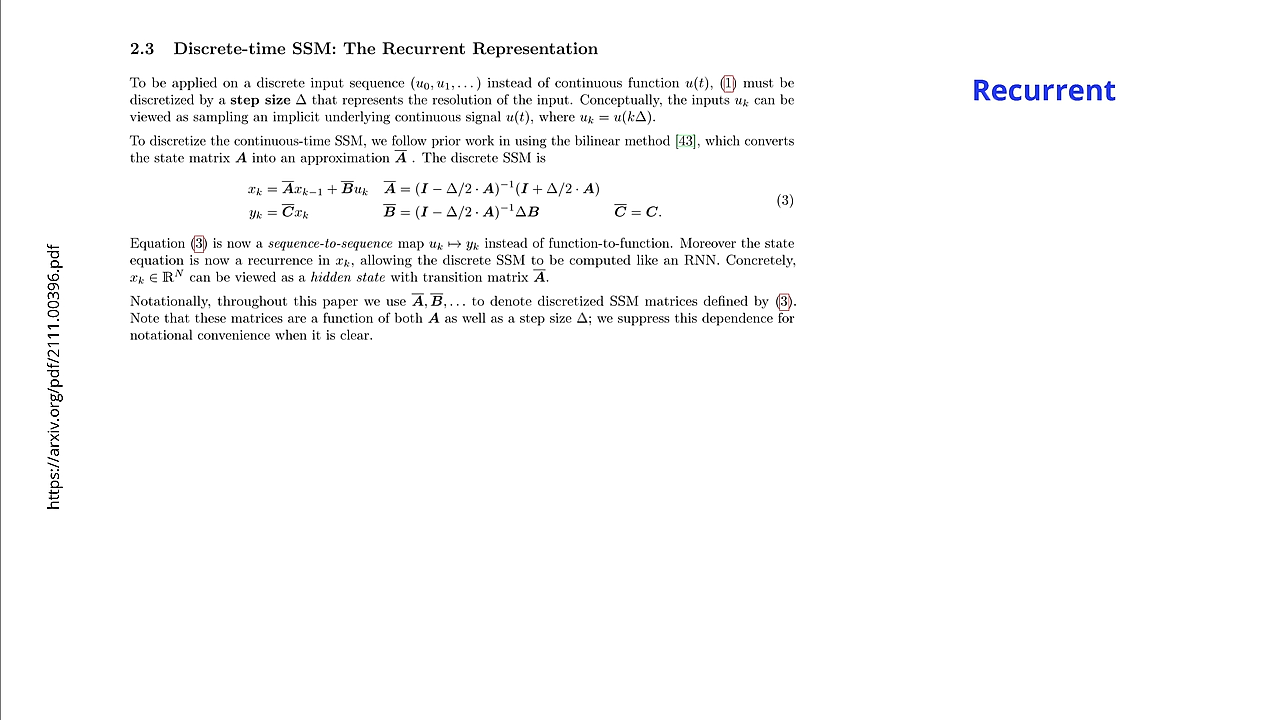 2.3 Discrete-time SSM: The Recurrent Representation
To be applied on a discrete input sequence (u₀, u₁, . . . ) instead of continuous function u(t), (1) must be
discretized by a step size Δ that represents the resolution of the input. Conceptually, the inputs uₖ can be
viewed as sampling an implicit underlying continuous signal u(t), where uₖ = u(kΔ).
To discretize the continuous-time SSM, we follow prior work in using the bilinear method [43], which converts
the state matrix A into an approximation A̅ . The discrete SSM is
xₖ = A̅xₖ₋₁ + B̅uₖ A̅ = (I − Δ/2 · A)⁻¹(I + Δ/2 · A)
yₖ = C̅xₖ B̅ = (I − Δ/2 · A)⁻¹ΔB C̅ = C.
(3)
Equation (3) is now a sequence-to-sequence map uₖ ↦ yₖ instead of function-to-function. Moreover the state
equation is now a recurrence in xₖ, allowing the discrete SSM to be computed like an RNN. Concretely,
xₖ ∈ ℝᴺ can be viewed as a hidden state with transition matrix A̅.
Notationally, throughout this paper we use A̅, B̅, . . . to denote discretized SSM matrices defined by (3).
Note that these matrices are a function of both A as well as a step size Δ; we suppress this dependence for
notational convenience when it is clear.
Recurrent
https://arxiv.org/pdf/2111.00396.pdf